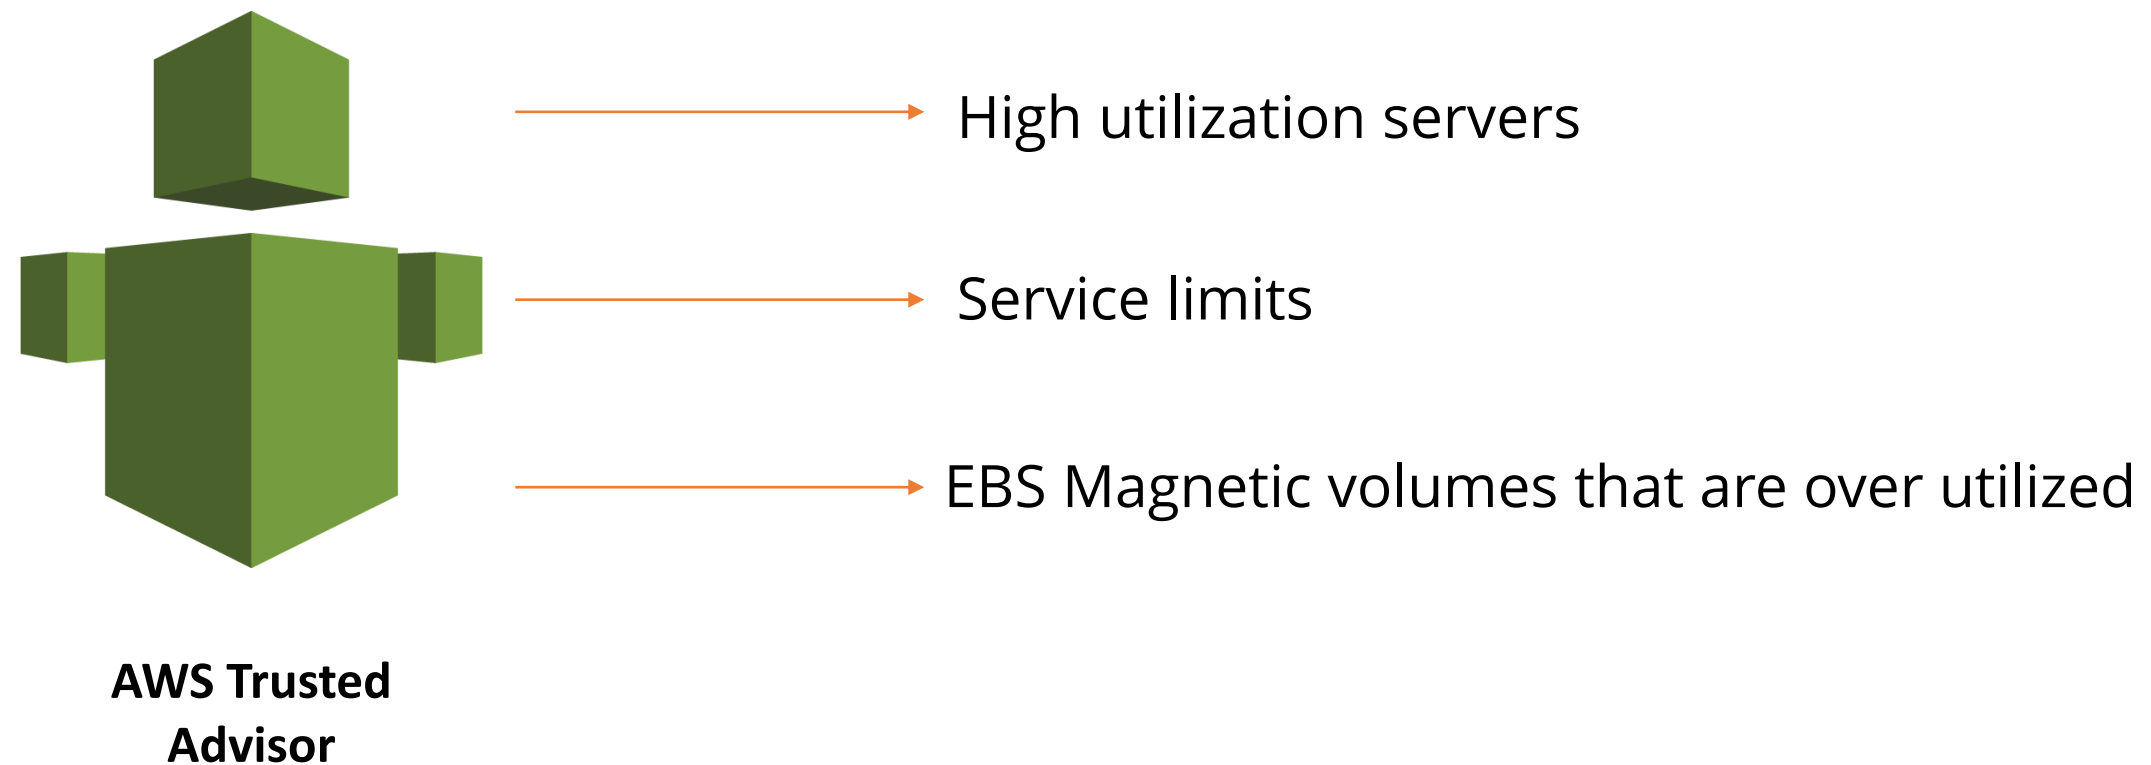 High utilization servers
Service limits
EBS Magnetic volumes that are over utilized
AWS Trusted
Advisor